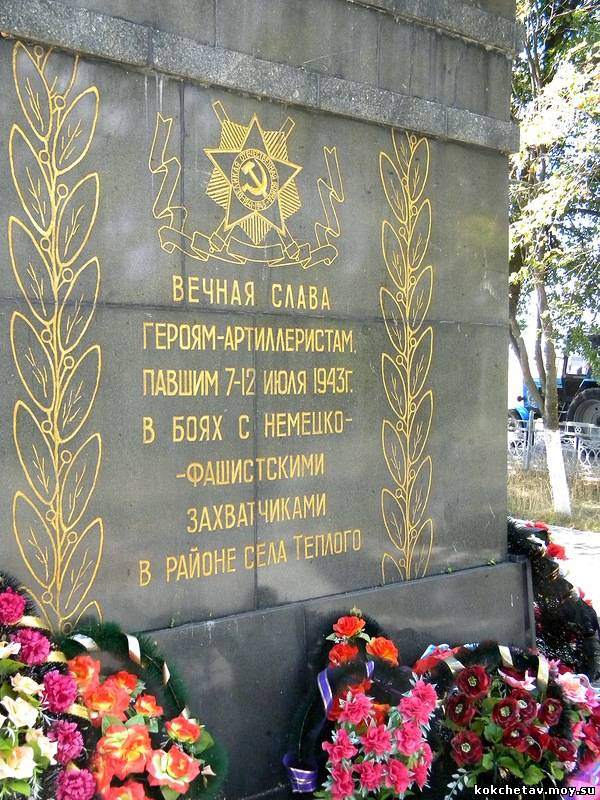 ВЕЧНАЯ СЛАВА
ГЕРОЯМ-АРТИЛЛЕРИСТАМ,
ПАВШИМ 7-12 ИЮЛЯ 1943Г.
В БОЯХ С НЕМЕЦКО-
-ФАШИСТСКИМИ
ЗАХВАТЧИКАМИ
В РАЙОНЕ СЕЛА ТЕПЛОГО
kokchetav.moy.su